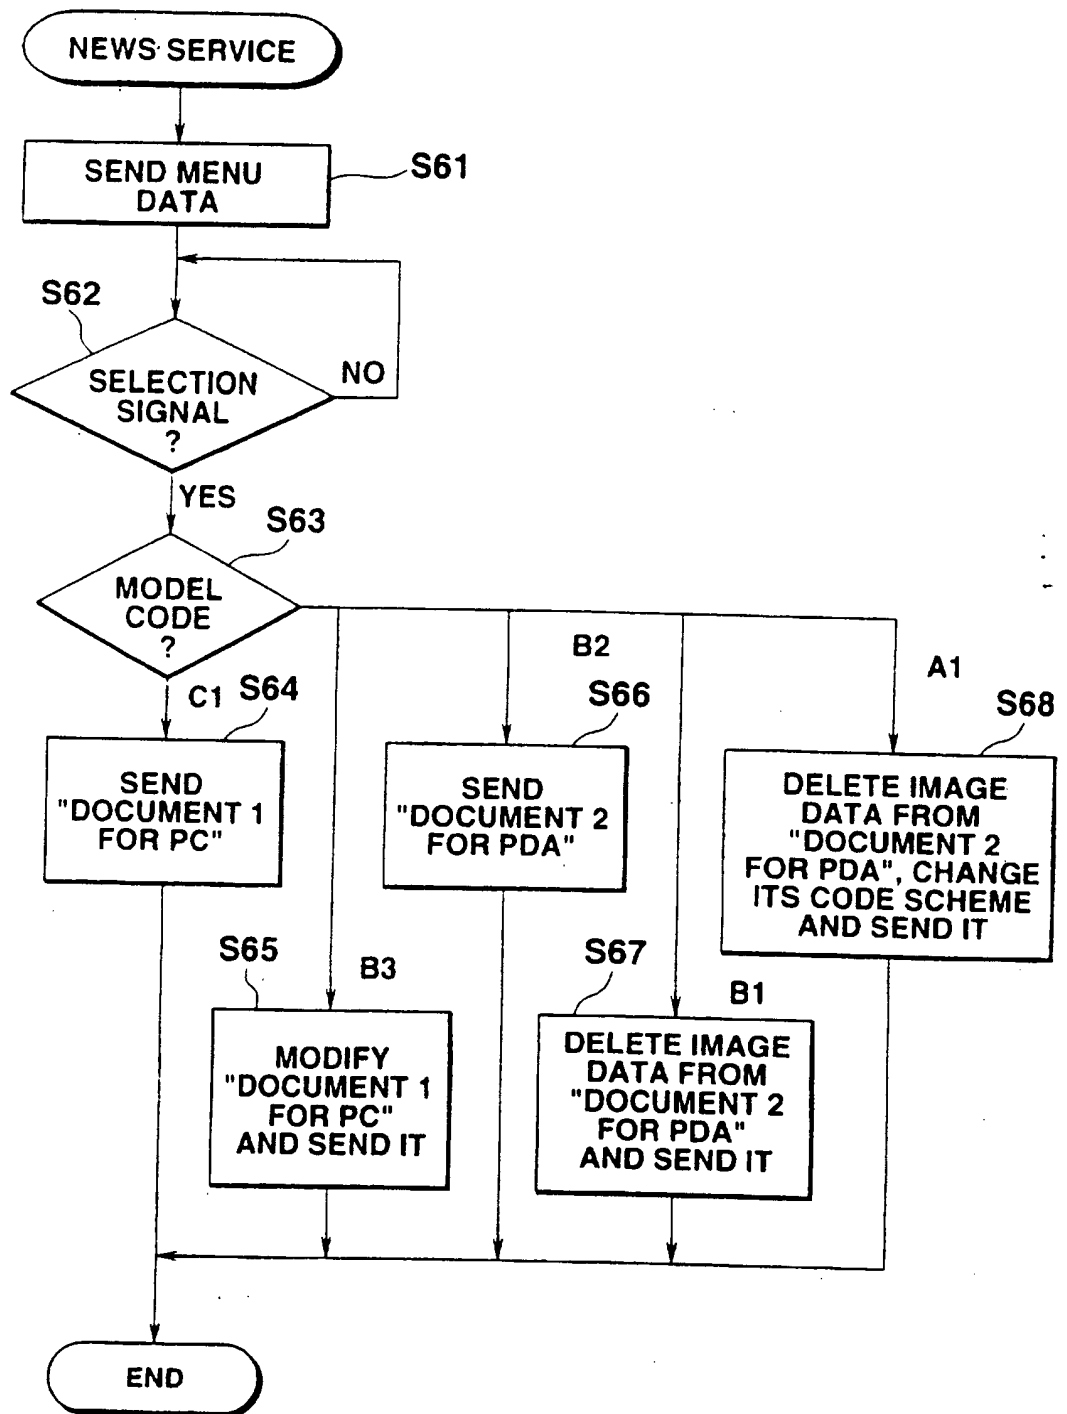 NEWS SERVICE
SEND MENU
DATA
S61
S62
SELECTION
SIGNAL
?
NO
YES
S63
MODEL
CODE
?
C1
S64
SEND
"DOCUMENT 1
FOR PC"
B3
S65
MODIFY
"DOCUMENT 1
FOR PC"
AND SEND IT
B2
S66
SEND
"DOCUMENT 2
FOR PDA"
B1
S67
DELETE IMAGE
DATA FROM
"DOCUMENT 2
FOR PDA"
AND SEND IT
A1
S68
DELETE IMAGE
DATA FROM
"DOCUMENT 2
FOR PDA", CHANGE
ITS CODE SCHEME
AND SEND IT
END